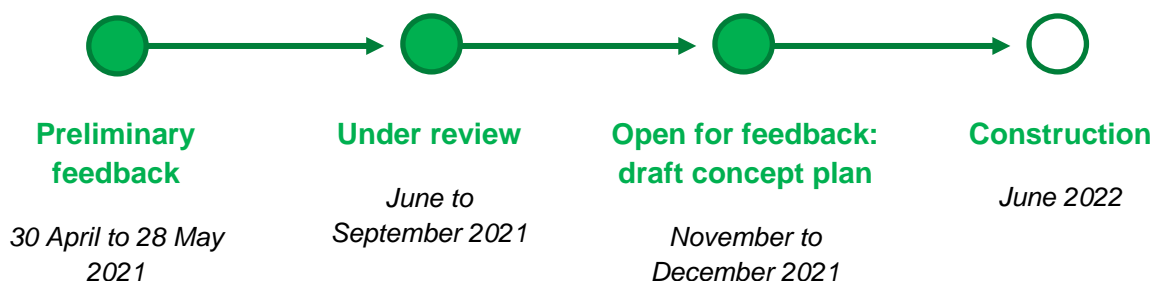 Preliminary
feedback
30 April to 28 May
2021
Under review
June to
September 2021
Open for feedback:
draft concept plan
November to
December 2021
Construction
June 2022